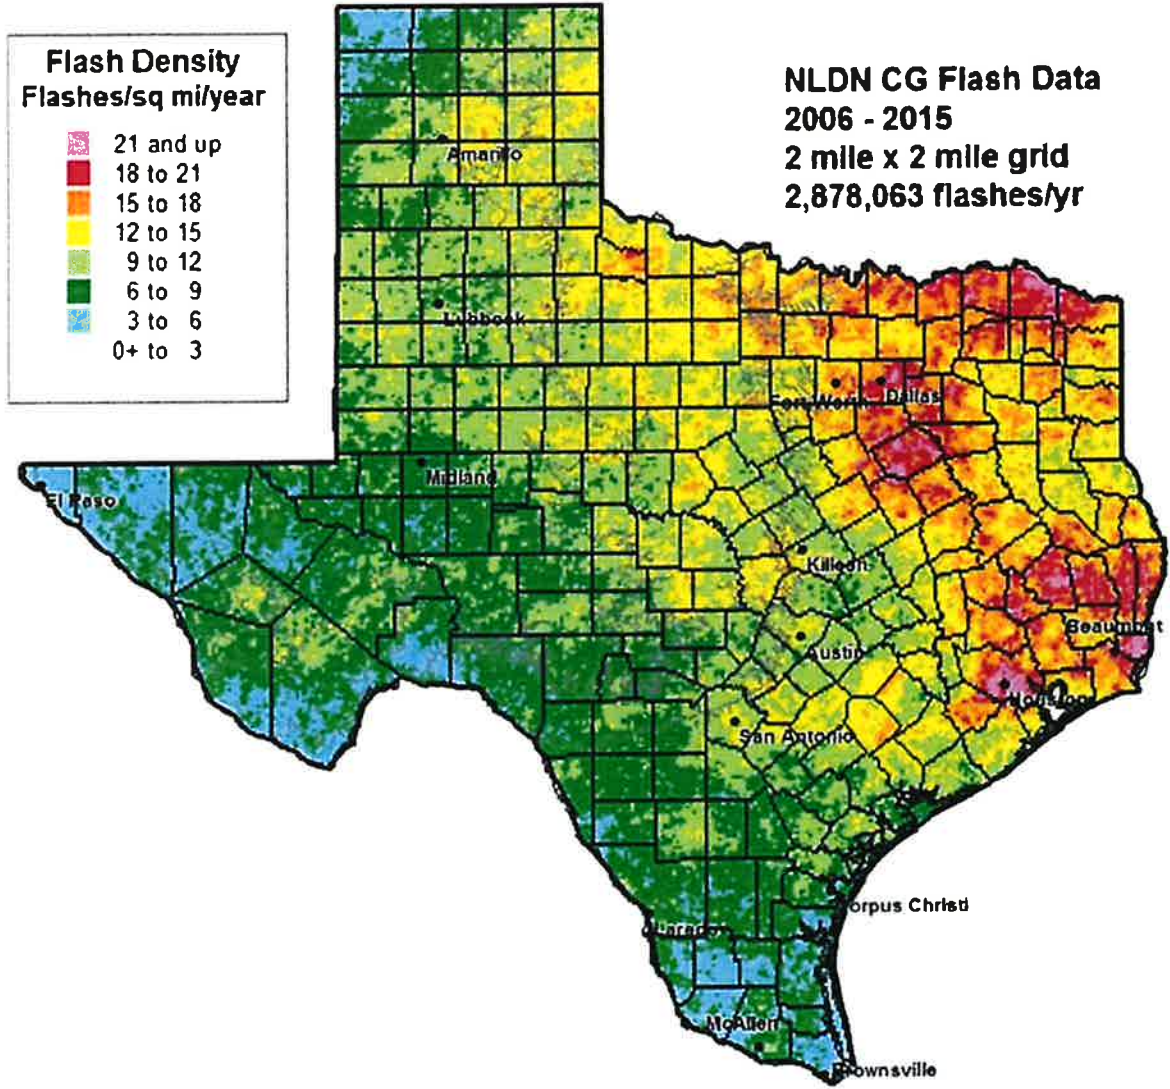 Flash Density
Flashes/sq mi/year
21 and up
18 to 21
15 to 18
12 to 15
9 to 12
6 to 9
3 to 6
0+ to 3
NLDN CG Flash Data
2006 - 2015
2 mile x 2 mile grid
2,878,063 flashes/yr
Amarillo
Lubbock
Fort Worth
Dallas
Midland
El Paso
Killeen
Beaumont
Austin
Houston
San Antonio
Corpus Christi
Laredo
McAllen
Brownsville